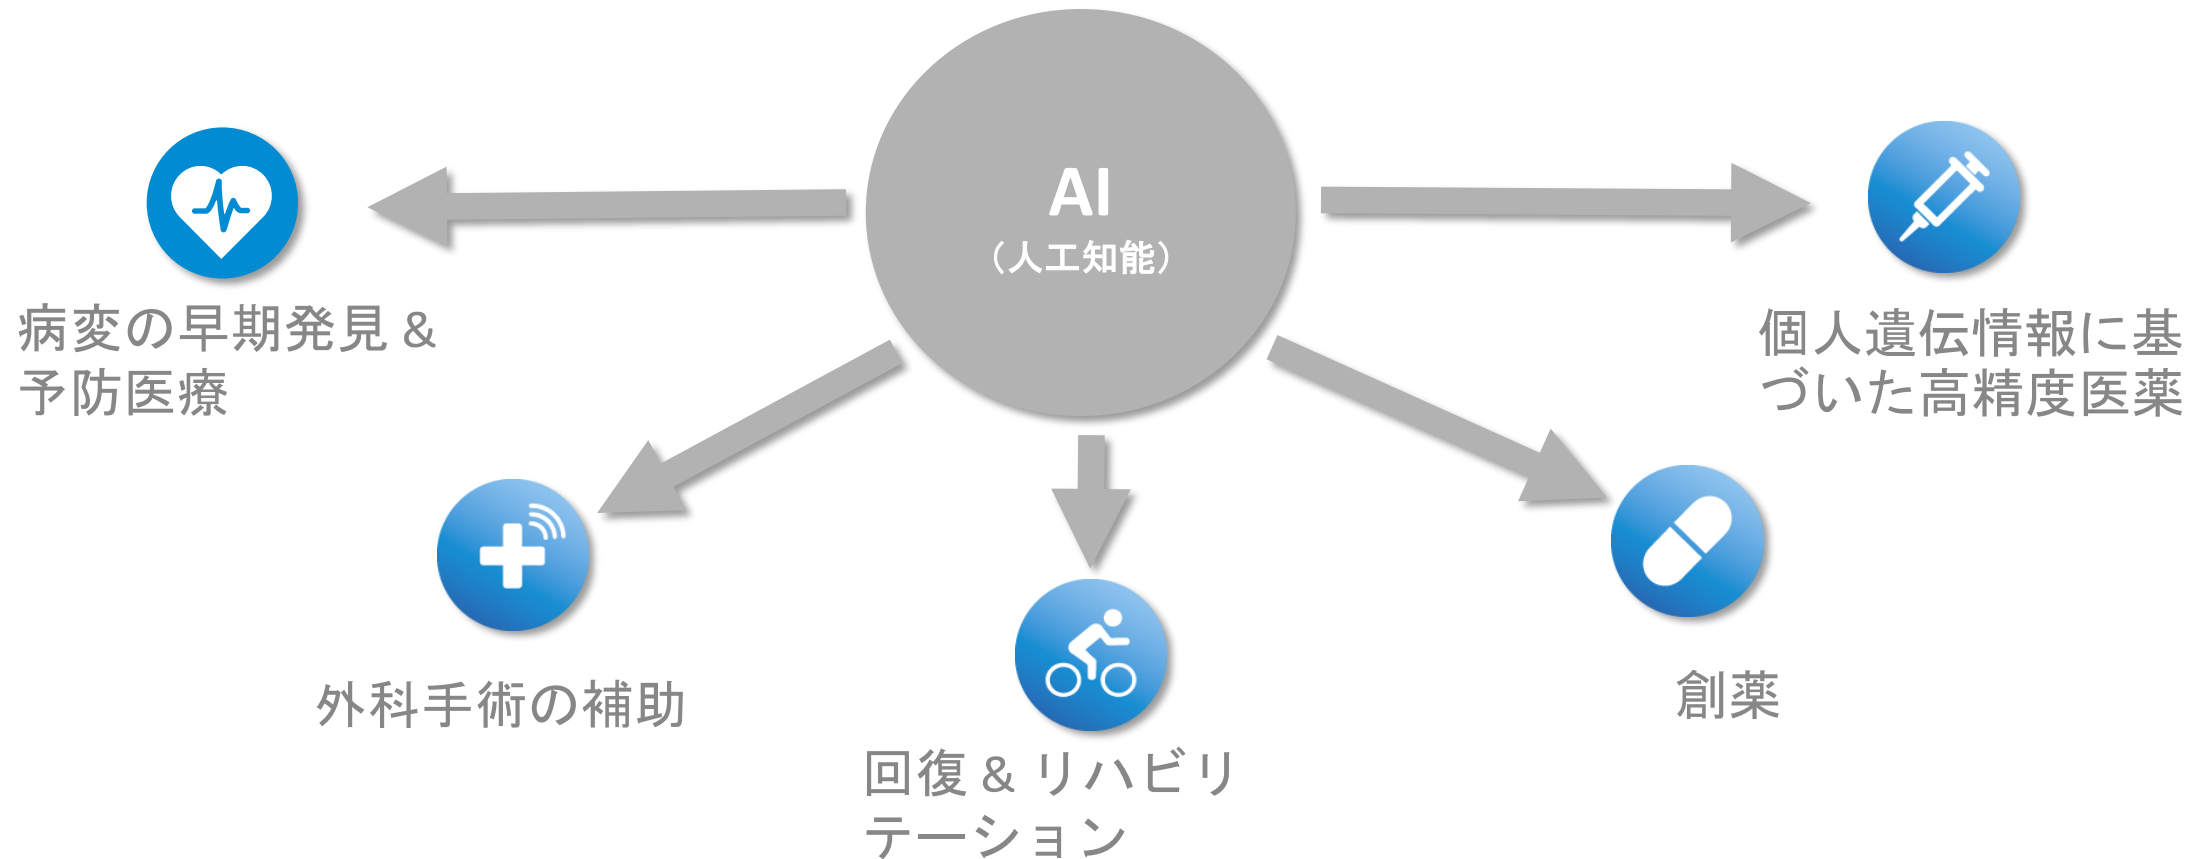 AI
（人工知能）
病変の早期発見 &
予防医療
個人遺伝情報に基
づいた高精度医薬
外科手術の補助
創薬
回復 & リハビリ
テーション